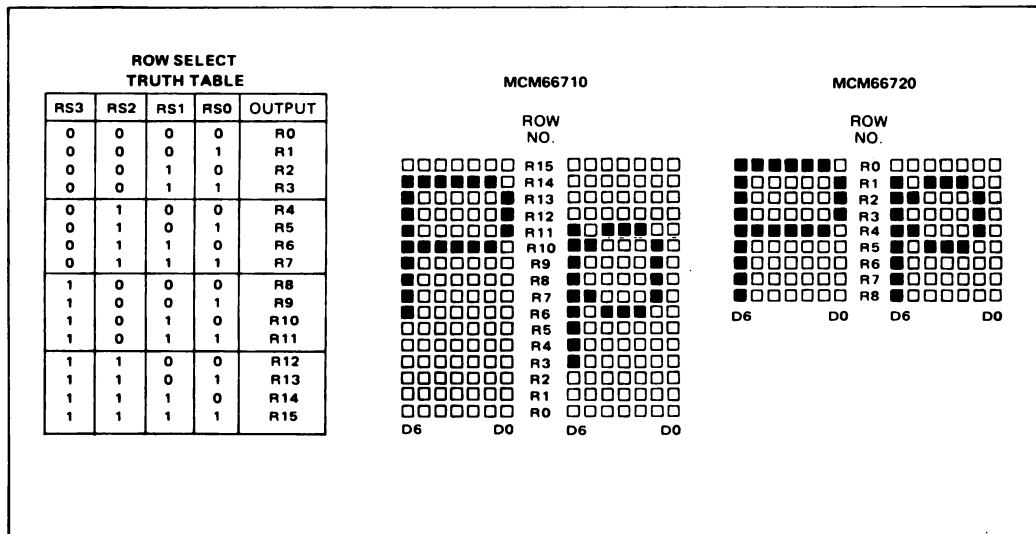 ROW SELECT
TRUTH TABLE
RS3 RS2 RS1 RS0 OUTPUT
0 0 0 0 R0
0 0 0 1 R1
0 0 1 0 R2
0 0 1 1 R3
0 1 0 0 R4
0 1 0 1 R5
0 1 1 0 R6
0 1 1 1 R7
1 0 0 0 R8
1 0 0 1 R9
1 0 1 0 R10
1 0 1 1 R11
1 1 0 0 R12
1 1 0 1 R13
1 1 1 0 R14
1 1 1 1 R15
MCM66710
ROW
NO.
R15
R14
R13
R12
R11
R10
R9
R8
R7
R6
R5
R4
R3
R2
R1
R0
D6 D0 D6 D0
MCM66720
ROW
NO.
R0
R1
R2
R3
R4
R5
R6
R7
R8
D6 D0 D6 D0